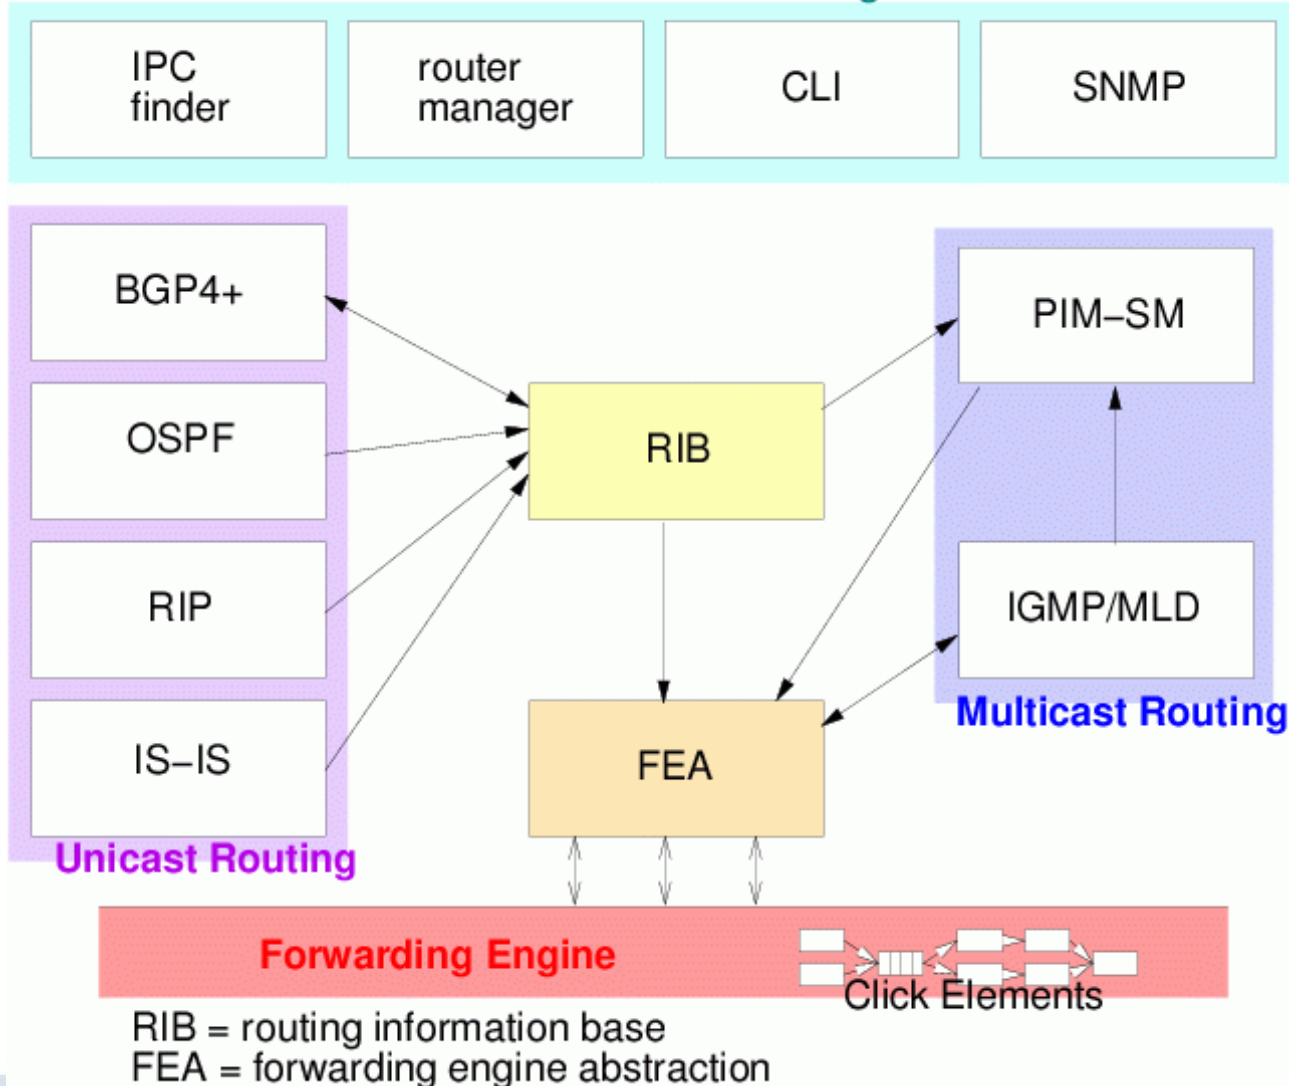 IPC
finder
router
manager
CLI
SNMP
BGP4+
OSPF
RIP
IS–IS
Unicast Routing
RIB
FEA
PIM–SM
IGMP/MLD
Multicast Routing
Forwarding Engine
Click Elements
RIB = routing information base
FEA = forwarding engine abstraction